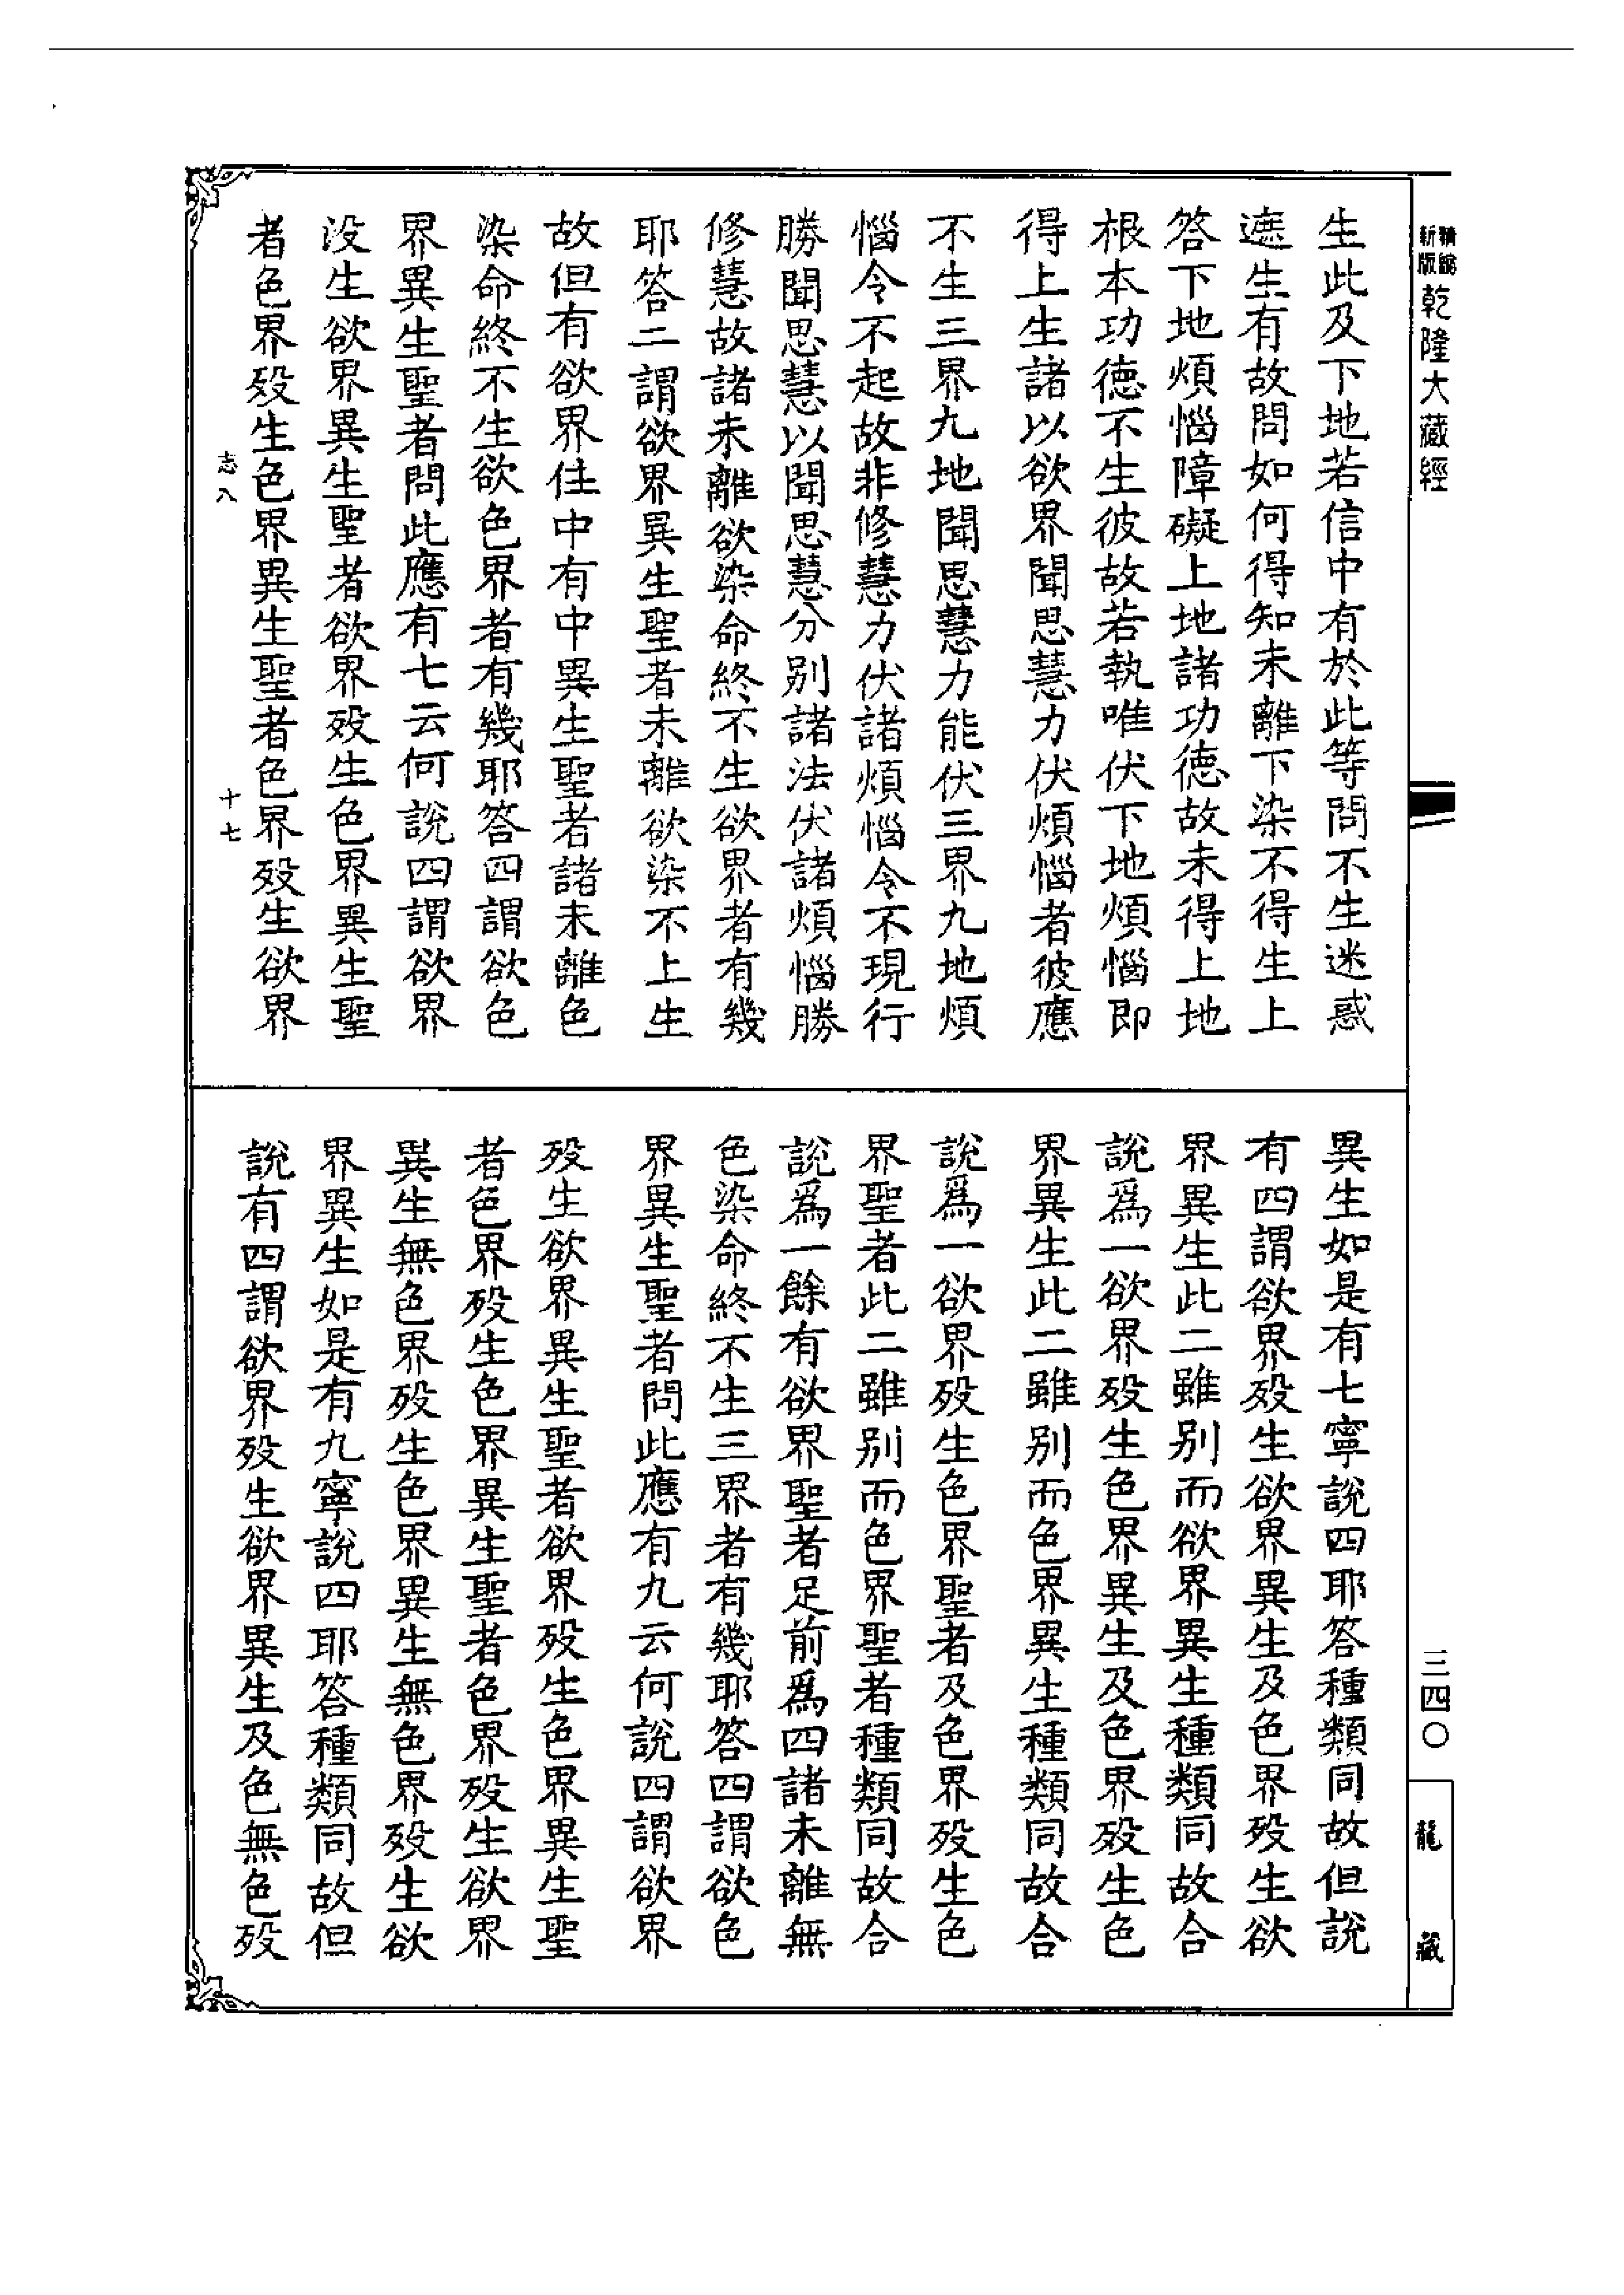 精編
新版
乾隆大藏經
生此及下地若信中有於此等問不生迷惑
遮生有故問如何得知未離下染不得生上
答下地煩惱障礙上地諸功德故未得上地
根本功德不生彼故若執唯伏下地煩惱即
得上生諸以欲界聞思慧力伏煩惱者彼應
不生三界九地聞思慧力能伏三界九地煩
惱令不起故非修慧力伏諸煩惱令不現行
勝聞思慧以聞思慧分別諸法伏諸煩惱勝
修慧故諸未離欲染命終不生欲界者有幾
耶答二謂欲界異生聖者未離欲染不上生
故但有欲界住中有中異生聖者諸未離色
染命終不生欲色界者有幾耶答四謂欲色
界異生聖者問此應有七云何說四謂欲界
没生欲界異生聖者欲界歿生色界異生聖
者色界歿生色界異生聖者色界歿生欲界
志八
十七
異生如是有七寧說四耶答種類同故但說
有四謂欲界歿生欲界異生及色界歿生欲
界異生此二雖別而欲界異生種類同故合
說為一欲界歿生色界異生及色界歿生色
界異生此二雖別而色界異生種類同故合
說爲一欲界歿生色界聖者及色界歿生色
界聖者此二雖別而色界聖者種類同故合
說爲一餘有欲界聖者足前爲四諸未離無
色染命終不生三界者有幾耶答四謂欲色
界異生聖者問此應有九云何說四謂欲界
歿生欲界異生聖者欲界歿生色界異生聖
者色界歿生色界異生聖者色界歿生欲界
異生無色界歿生色界異生無色界歿生欲
界異生如是有九寧說四耶答種類同故但
說有四謂欲界歿生欲界異生及色無色歿
三四〇
龍藏